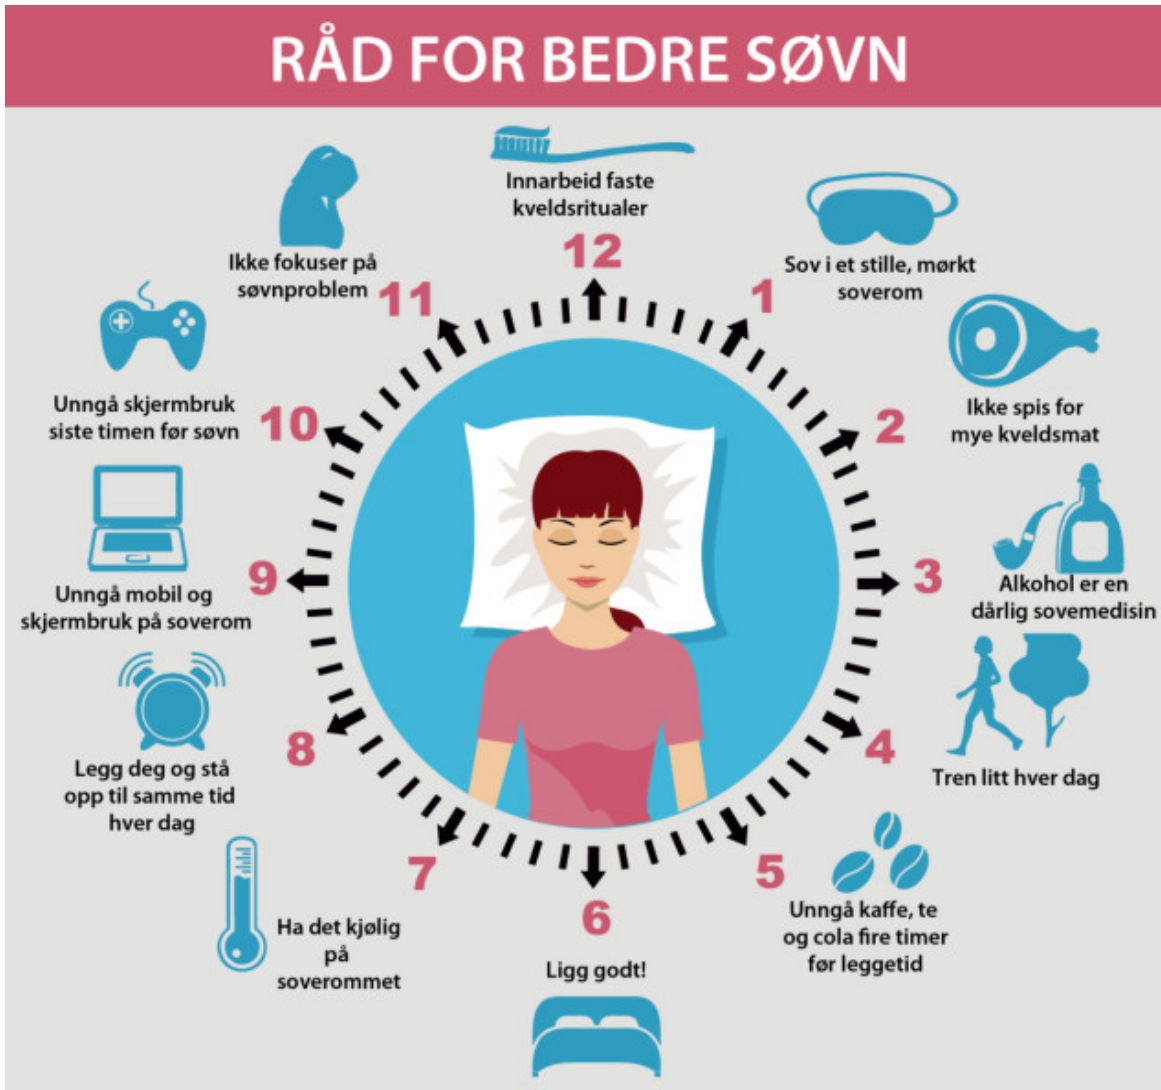 RÅD FOR BEDRE SØVN
Innarbeid faste
kveldsritualer
12
Sov i et stille, mørkt
soverom
1
Ikke spis for
mye kveldsmat
2
Alkohol er en
dårlig sovemedisin
3
Tren litt hver dag
4
Unngå kaffe, te
og cola fire timer
før leggetid
5
Ligg godt!
6
Ha det kjølig
på
soverommet
7
Legg deg og stå
opp til samme tid
hver dag
8
Unngå mobil og
skjermbruk på soverom
9
Unngå skjermbruk
siste timen før søvn
10
Ikke fokuser på
søvnproblem
11